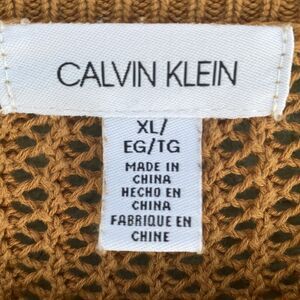 CALVIN KLEIN
XL/
EG/TG
MADE IN
CHINA
HECHO EN
CHINA
FABRIQUE EN
CHINE